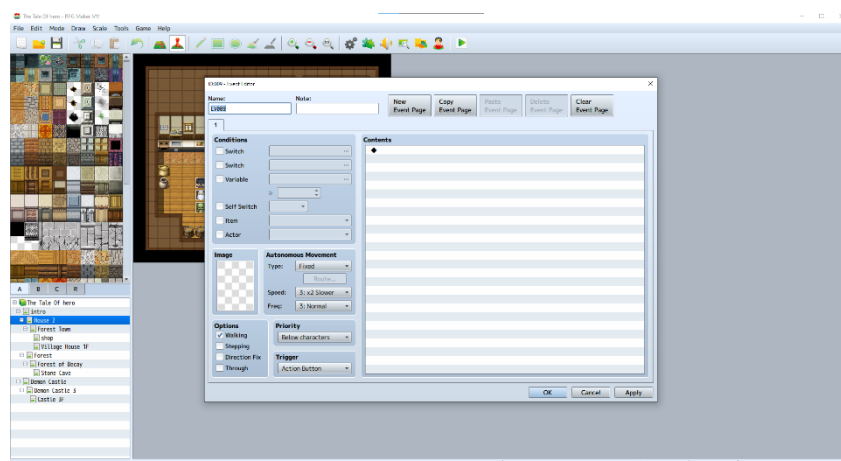 The Tale Of hero - RPG Maker MV
File Edit Mode Draw Scale Tools Game Help
Event Editor
Name:
Note:
New Event Page
Copy Event Page
Paste Event Page
Delete Event Page
Clear Event Page
1
Conditions
Switch
Switch
Variable
≥
Self Switch
Item
Actor
Contents
Image
Autonomous Movement
Type: Fixed
Route...
Speed: 3: x2 Slower
Freq: 3: Normal
Options
Walking
Stepping
Direction Fix
Through
Priority
Below characters
Trigger
Action Button
OK Cancel Apply
A B C R
The Tale Of hero
intro
House 2
Forest Town
shop
Village House 1F
Forest
Forest of Decay
Stone Cave
Demon Castle
Demon Castle 3
Castle 3F